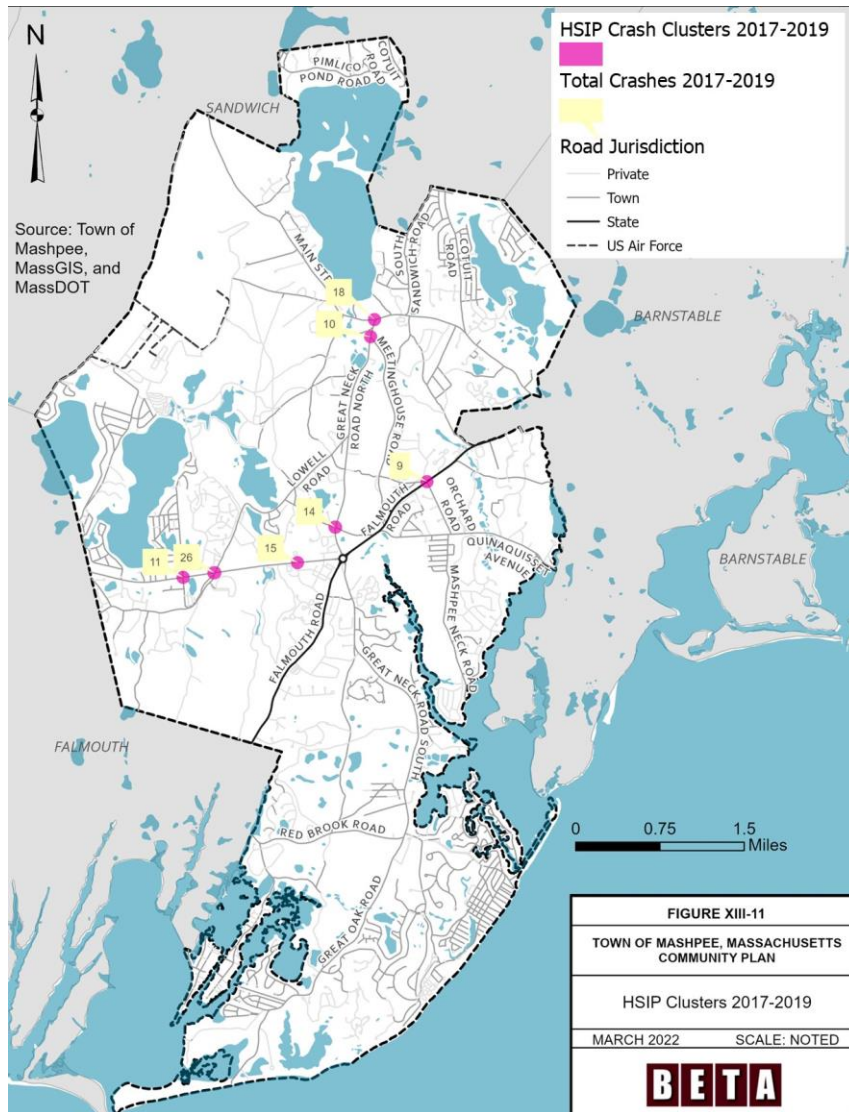 N
Source: Town of
Mashpee,
MassGIS, and
MassDOT
HSIP Crash Clusters 2017-2019
Total Crashes 2017-2019
Road Jurisdiction
Private
Town
State
US Air Force
PIMLICO
POND ROAD
COTUIT
ROAD
SANDWICH
MAIN STR
SOUTH
SANDWICH ROAD
COTUIT
ROAD
18
10
BARNSTABLE
GREAT NECK
ROAD NORTH
MEETINGHOUSE ROAD
LOWELL
ROAD
9
FALMOUTH
ROAD
ORCHARD
ROAD
14
QUINAQUISSET
AVENUE
11
26
15
BARNSTABLE
MASHPEE NECK ROAD
FALMOUTH ROAD
GREAT NECK ROAD SOUTH
FALMOUTH
RED BROOK ROAD
0 0.75 1.5
Miles
GREAT OAK ROAD
FIGURE XIII-11
TOWN OF MASHPEE, MASSACHUSETTS
COMMUNITY PLAN
HSIP Clusters 2017-2019
MARCH 2022 SCALE: NOTED
BETA